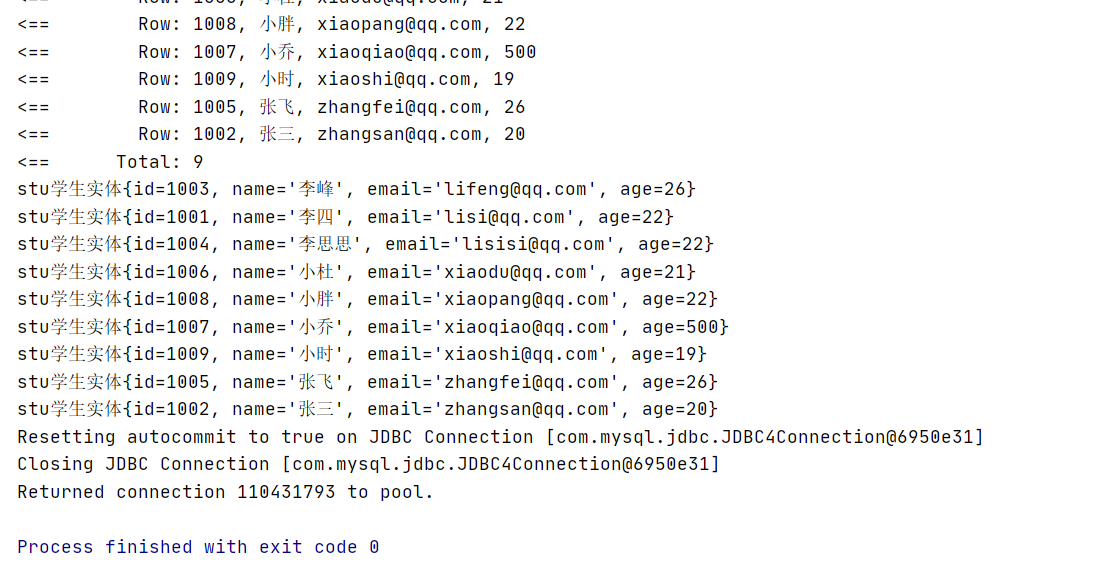 <==        Row: 1008, 小胖, xiaopang@qq.com, 22
<==        Row: 1007, 小乔, xiaoqiao@qq.com, 500
<==        Row: 1009, 小时, xiaoshi@qq.com, 19
<==        Row: 1005, 张飞, zhangfei@qq.com, 26
<==        Row: 1002, 张三, zhangsan@qq.com, 20
<==      Total: 9
stu学生实体{id=1003, name='李峰', email='lifeng@qq.com', age=26}
stu学生实体{id=1001, name='李四', email='lisi@qq.com', age=22}
stu学生实体{id=1004, name='李思思', email='lisisi@qq.com', age=22}
stu学生实体{id=1006, name='小杜', email='xiaodu@qq.com', age=21}
stu学生实体{id=1008, name='小胖', email='xiaopang@qq.com', age=22}
stu学生实体{id=1007, name='小乔', email='xiaoqiao@qq.com', age=500}
stu学生实体{id=1009, name='小时', email='xiaoshi@qq.com', age=19}
stu学生实体{id=1005, name='张飞', email='zhangfei@qq.com', age=26}
stu学生实体{id=1002, name='张三', email='zhangsan@qq.com', age=20}
Resetting autocommit to true on JDBC Connection [com.mysql.jdbc.JDBC4Connection@6950e31]
Closing JDBC Connection [com.mysql.jdbc.JDBC4Connection@6950e31]
Returned connection 110431793 to pool.
Process finished with exit code 0